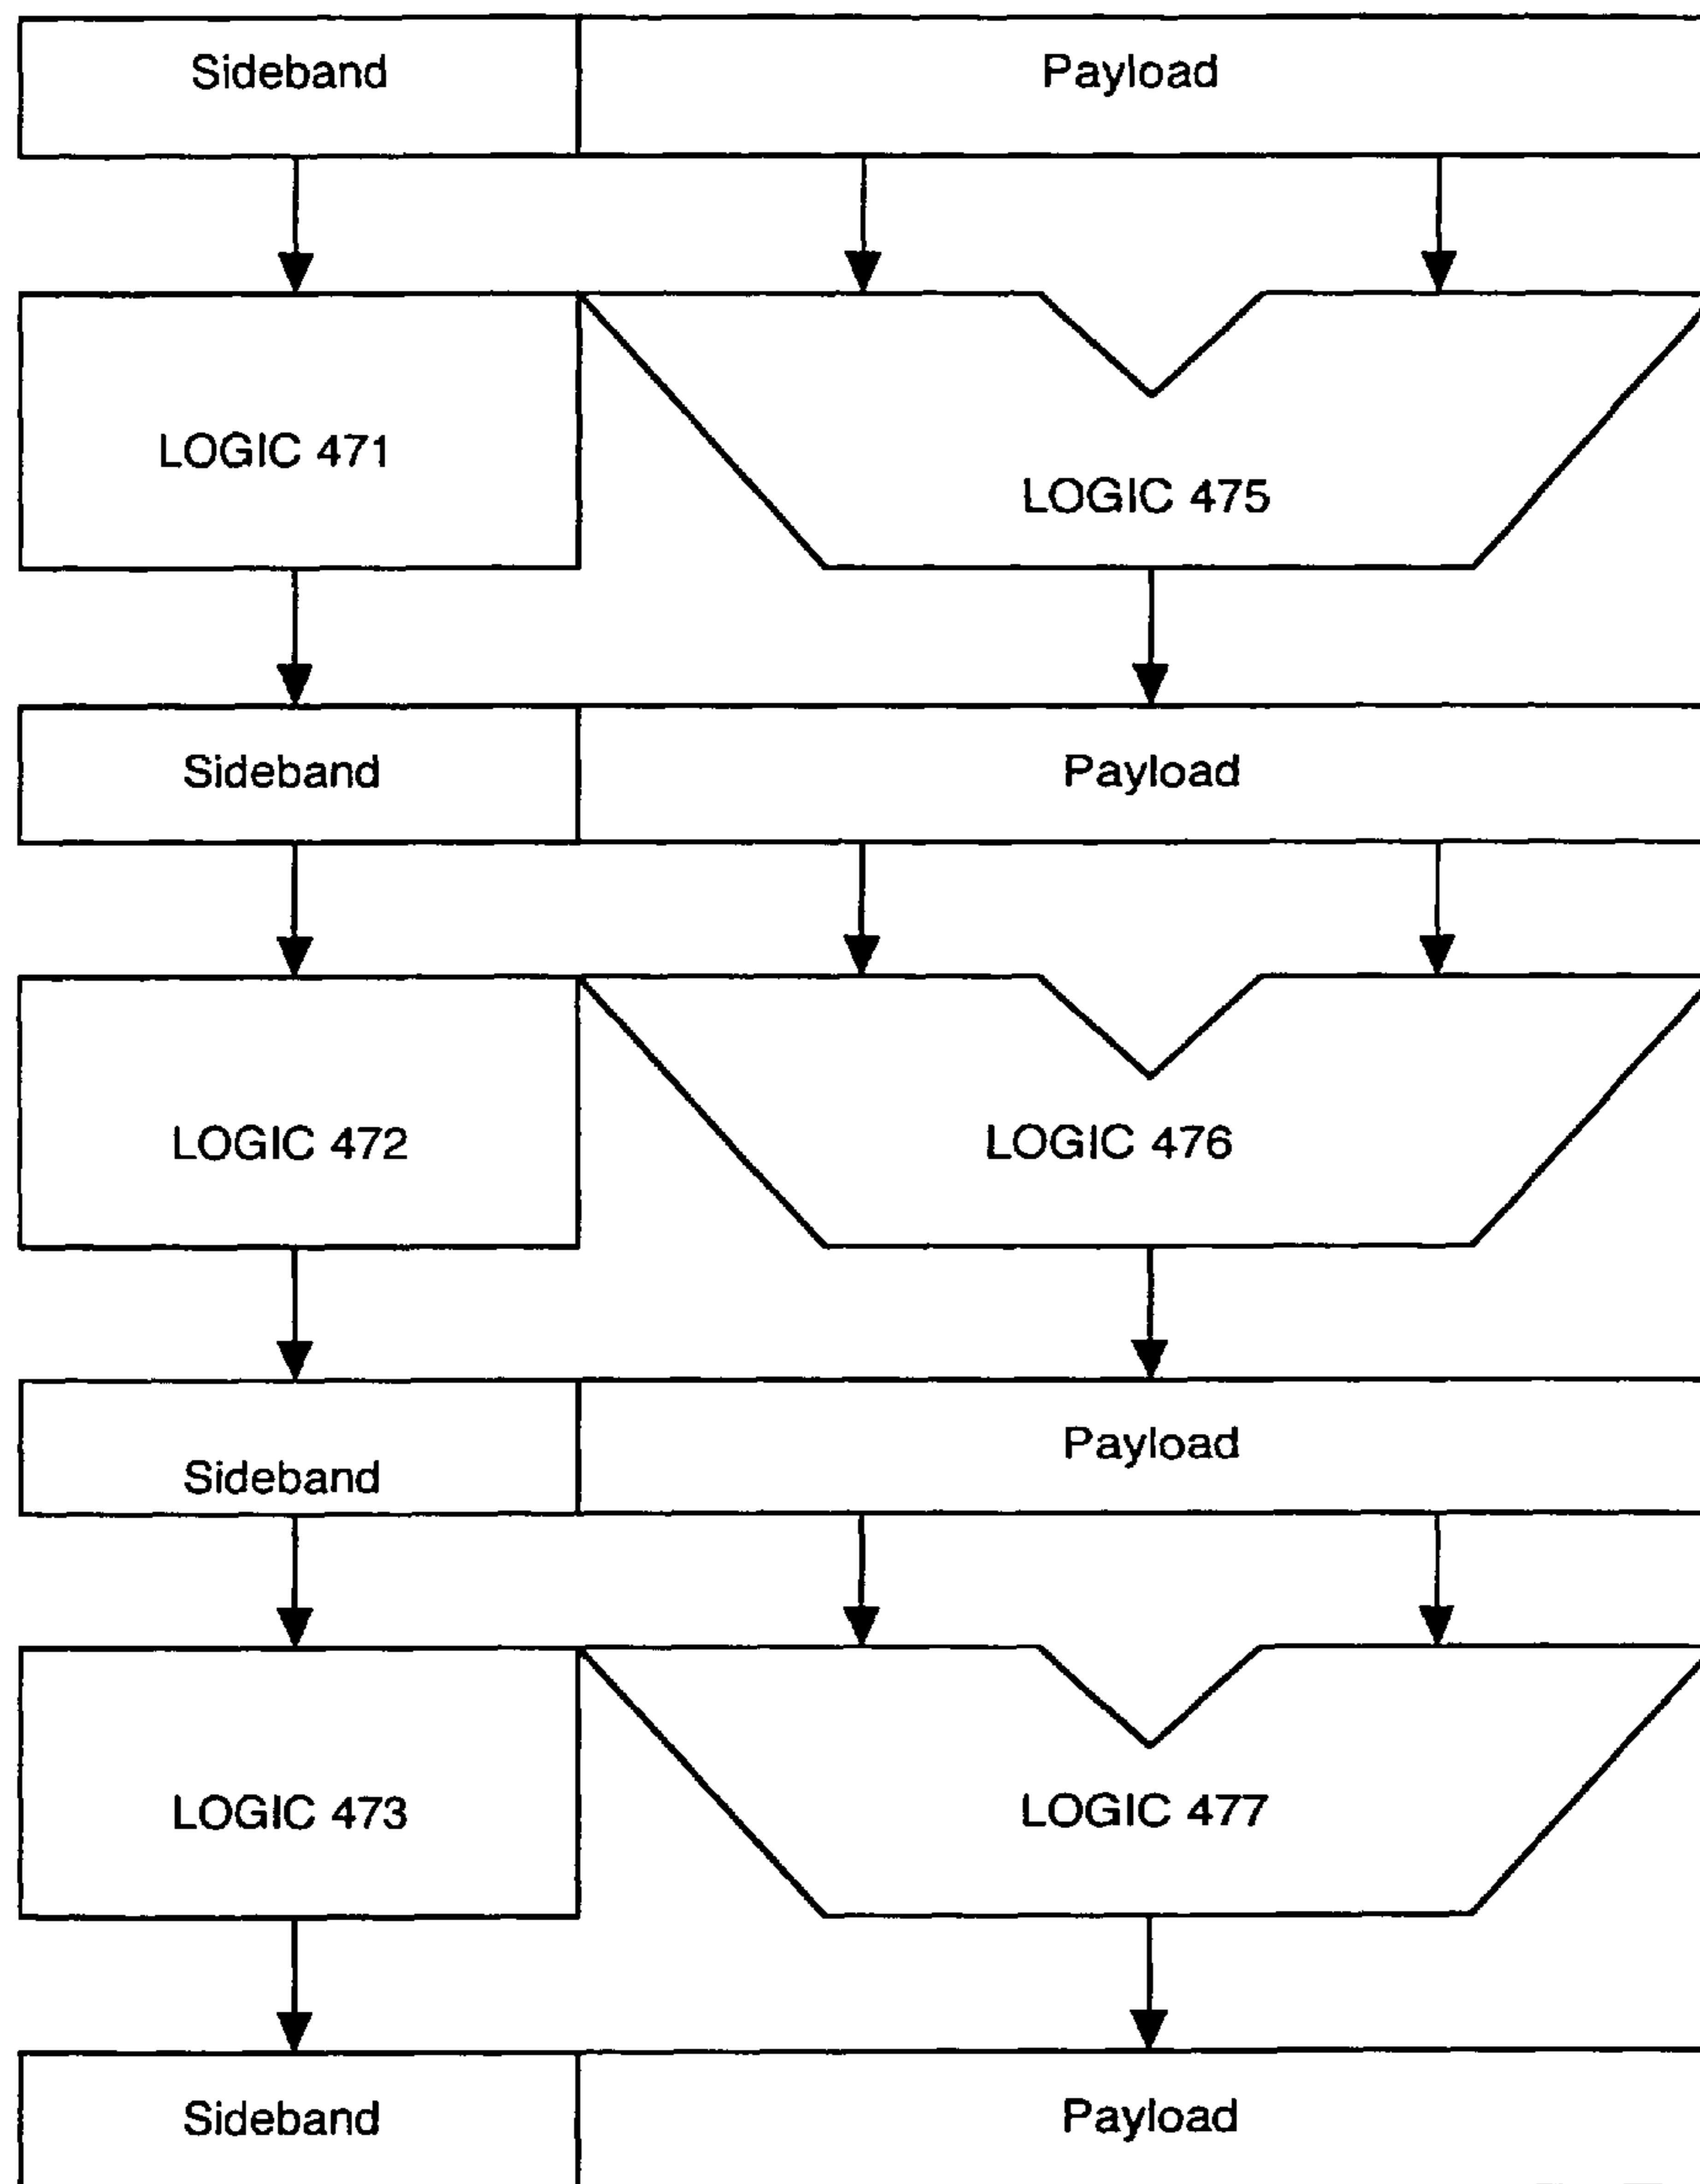 Sideband
Payload
LOGIC 471
LOGIC 475
Sideband
Payload
LOGIC 472
LOGIC 476
Sideband
Payload
LOGIC 473
LOGIC 477
Sideband
Payload